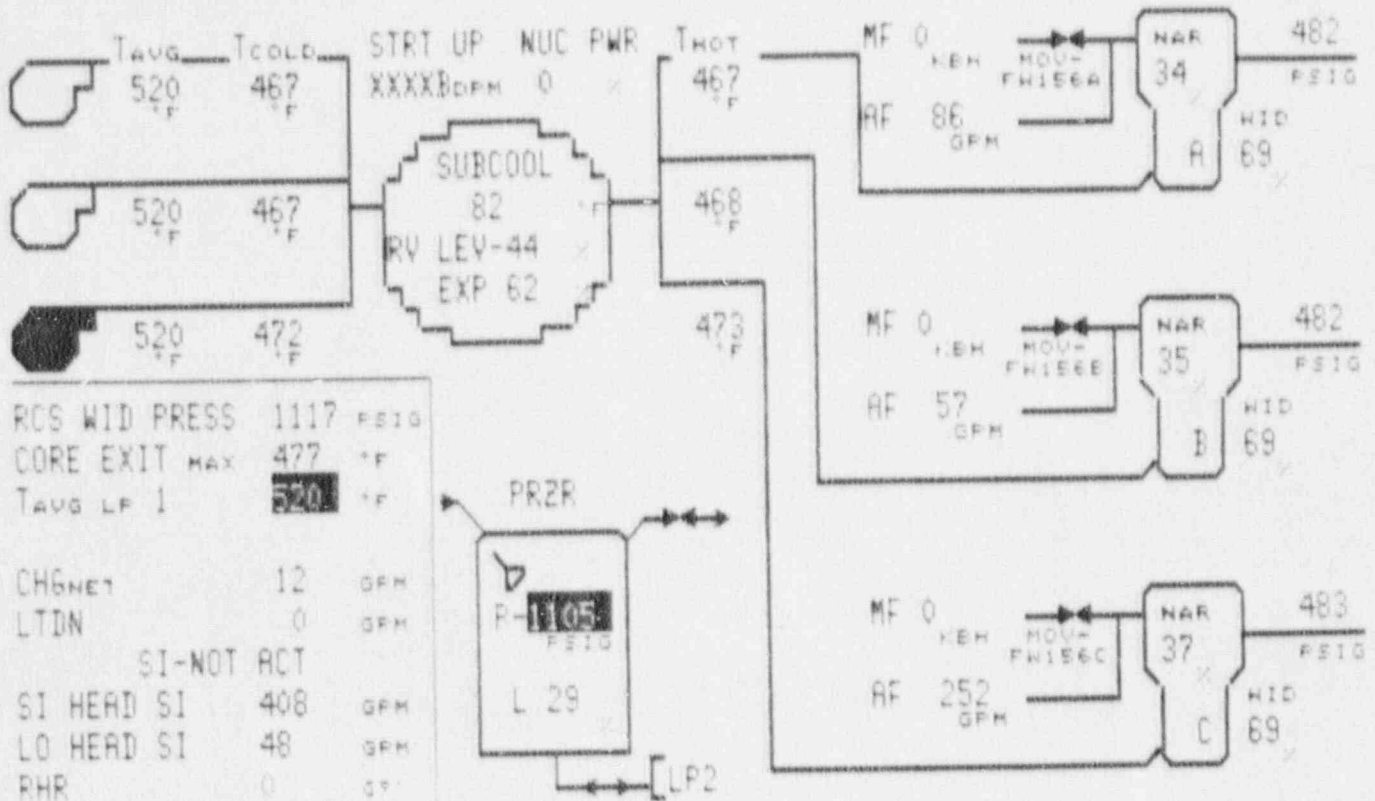 TAVG TCOLD
520 °F 467 °F
520 °F 467 °F
520 °F 472 °F
STRT UP NUC PWR
XXXXBDPM 0 %
SUBCOOL
82 °F
RV LEV-44 %
EXP 62 %
THOT
467 °F
468 °F
473 °F
MF 0 KBH
MOV-
FW156A
AF 86 GPM
NAR
34 %
A
482
PSIG
WID
69 %
MF 0 KBH
MOV-
FW156B
AF 57 GPM
NAR
35 %
B
482
PSIG
WID
69 %
MF 0 KBH
MOV-
FW156C
AF 252 GPM
NAR
37 %
C
483
PSIG
WID
69 %
RCS WID PRESS 1117 PSIG
CORE EXIT MAX 477 °F
TAVG LP 1 520 °F
CHGNET 12 GPM
LTDN 0 GPM
SI-NOT ACT
SI HEAD SI 408 GPM
LO HEAD SI 48 GPM
RHR 0
PRZR
P-1105
PSIG
L 29 %
LP2